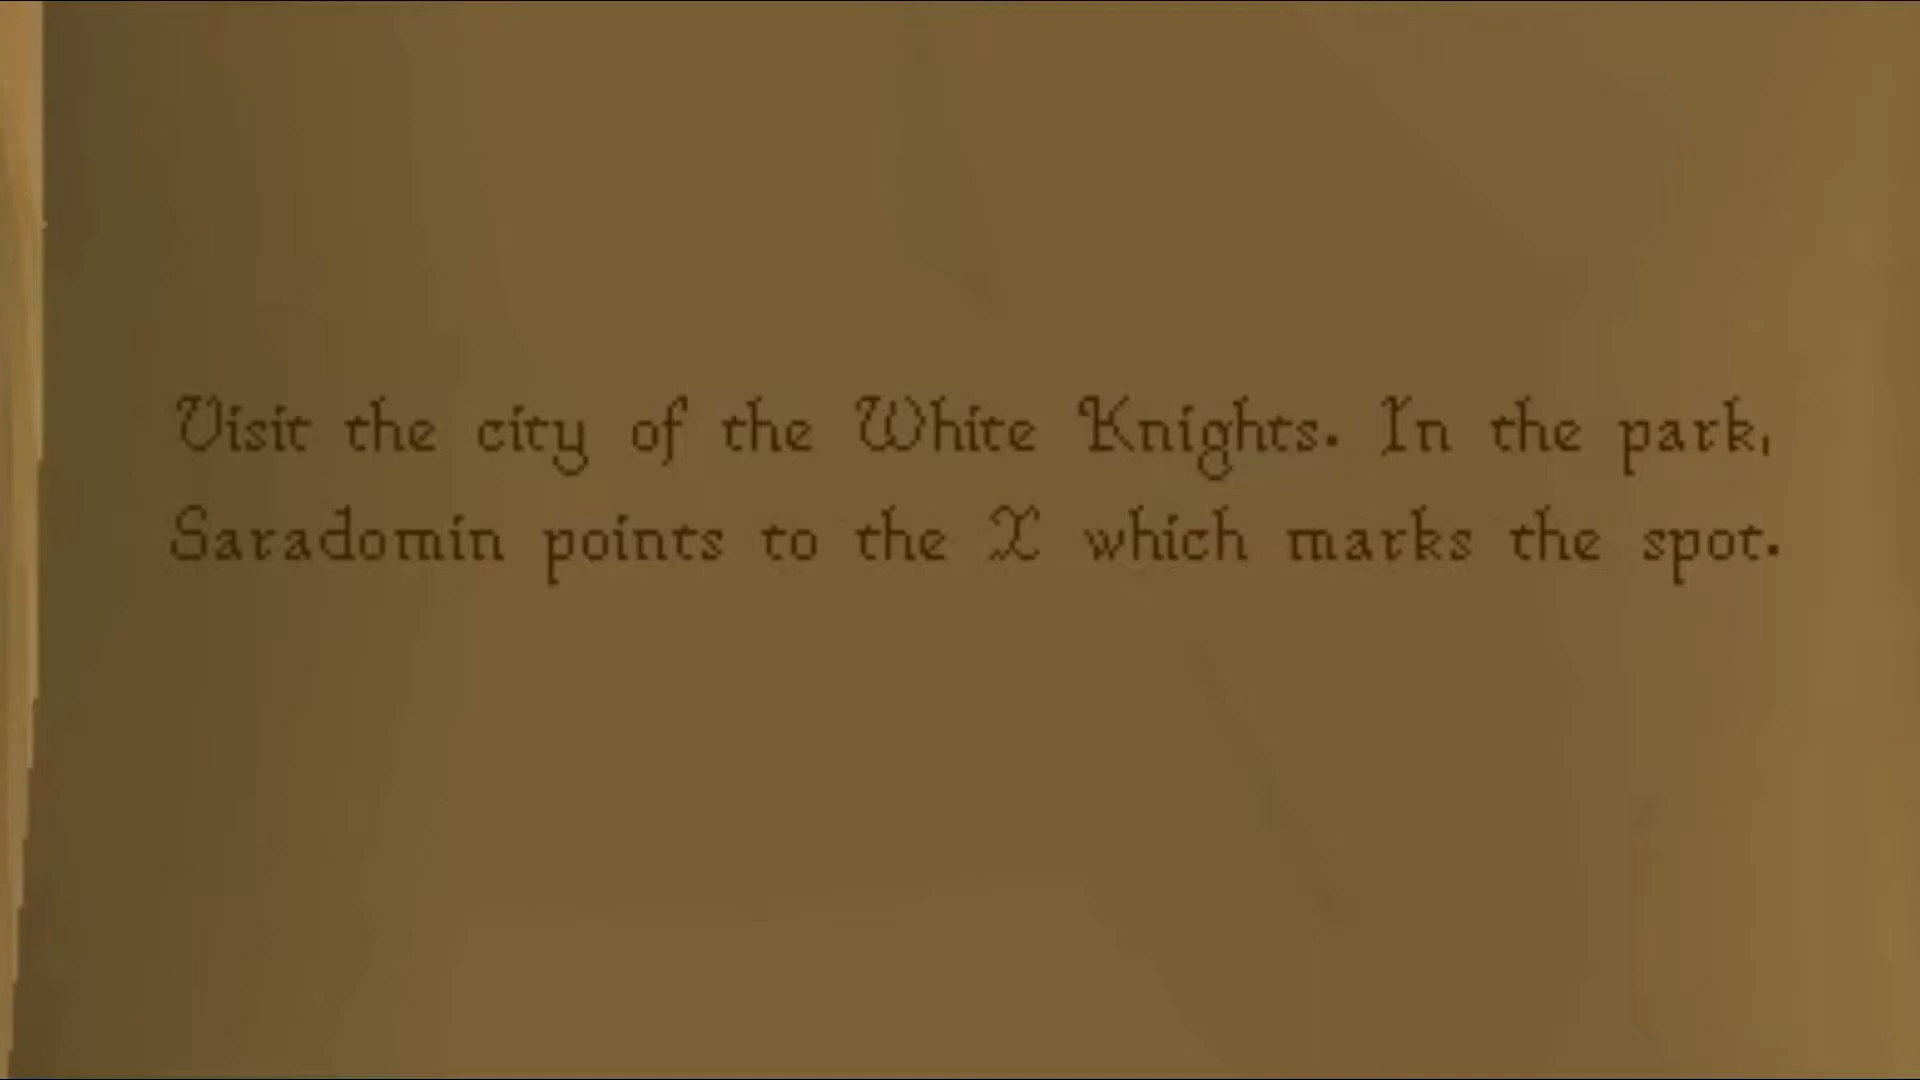 Visit the city of the White Knights. In the park,
Saradomin points to the X which marks the spot.